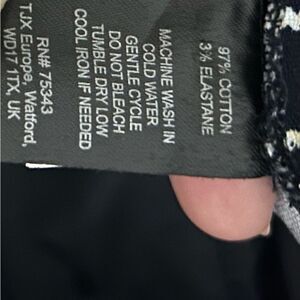 97% COTTON
3% ELASTANE
MACHINE WASH IN
COLD WATER
GENTLE CYCLE
DO NOT BLEACH
TUMBLE DRY LOW
COOL IRON IF NEEDED
RN# 75343
TJX Europe, Watford,
WD17 1TX, UK